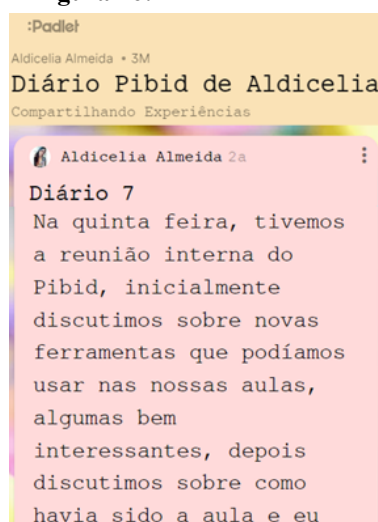 :Padlet
Aldicelia Almeida • 3M
Diário Pibid de Aldicelia
Compartilhando Experiências
Aldicelia Almeida 2a
Diário 7
Na quinta feira, tivemos
a reunião interna do
Pibid, inicialmente
discutimos sobre novas
ferramentas que podíamos
usar nas nossas aulas,
algumas bem
interessantes, depois
discutimos sobre como
havia sido a aula e eu